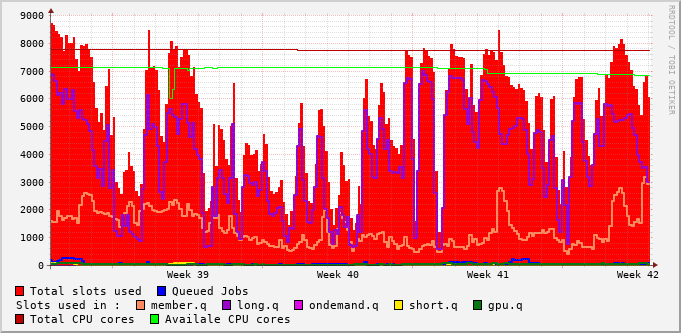 9000
8000
7000
6000
5000
4000
3000
2000
1000
0
Week 39 Week 40 Week 41 Week 42
RRDTOOL / TOBI OETIKER
Total slots used Queued Jobs
Slots used in : member.q long.q ondemand.q short.q gpu.q
Total CPU cores Availale CPU cores